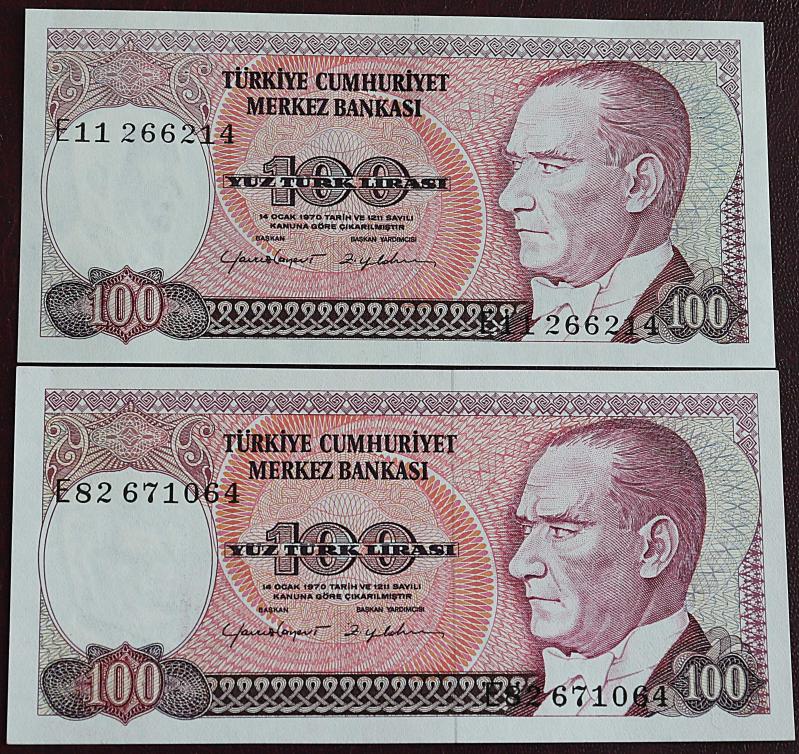 TÜRKİYE CUMHURİYET
MERKEZ BANKASI
E11 266214
100
YÜZ TÜRK LİRASI
14 OCAK 1970 TARİH VE 1211 SAYILI
KANUNA GÖRE ÇIKARILMIŞTIR
BAŞKAN BAŞKAN YARDIMCISI
100
E11 266214
100
TÜRKİYE CUMHURİYET
MERKEZ BANKASI
E82 671064
100
YÜZ TÜRK LİRASI
14 OCAK 1970 TARİH VE 1211 SAYILI
KANUNA GÖRE ÇIKARILMIŞTIR
BAŞKAN BAŞKAN YARDIMCISI
100
E82 671064
100